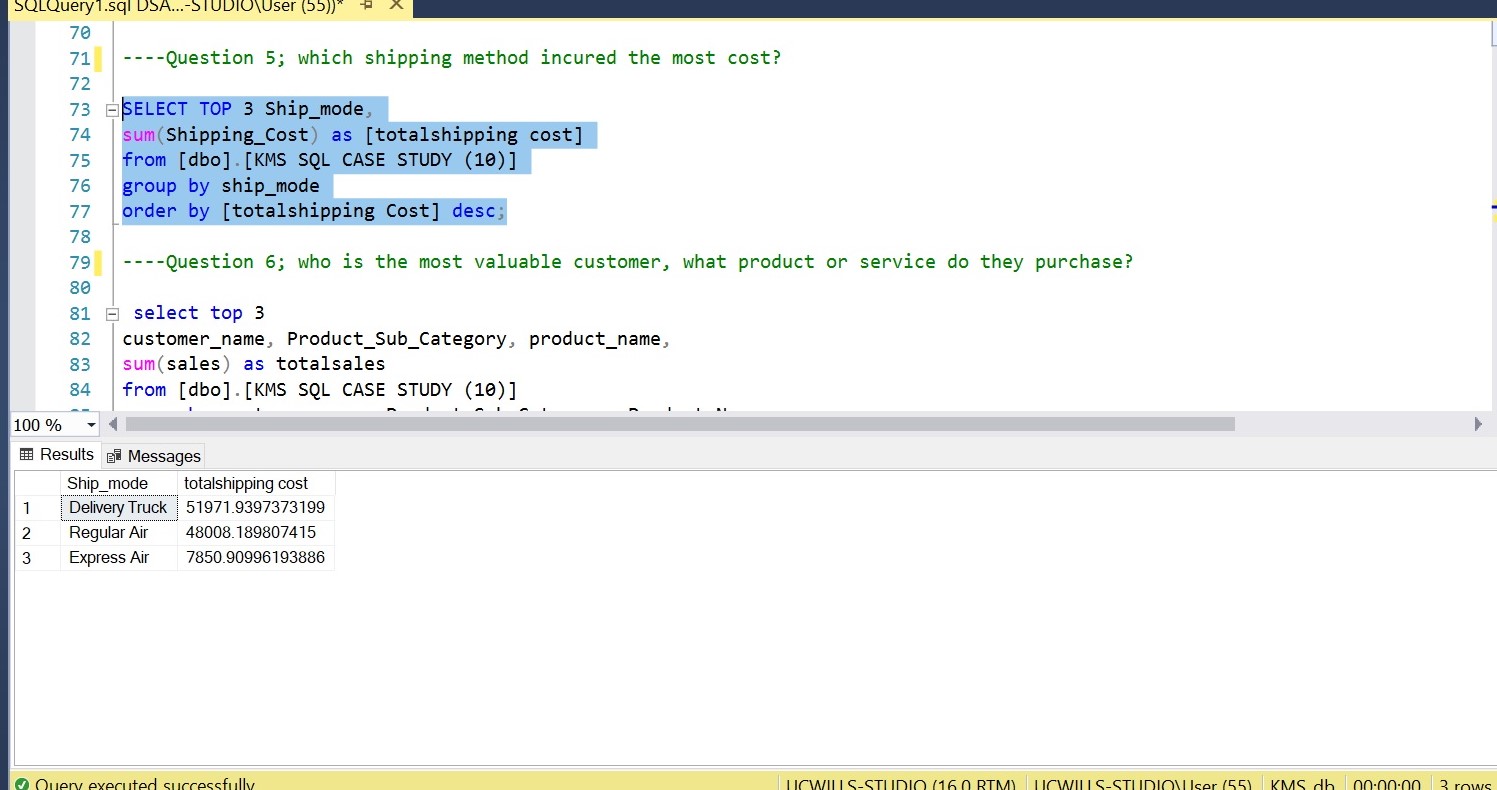 SQLQuery1.sql DSA...-STUDIO\User (55))*
70
71 ----Question 5; which shipping method incured the most cost?
72
73 SELECT TOP 3 Ship_mode,
74 sum(Shipping_Cost) as [totalshipping cost]
75 from [dbo].[KMS SQL CASE STUDY (10)]
76 group by ship_mode
77 order by [totalshipping Cost] desc;
78
79 ----Question 6; who is the most valuable customer, what product or service do they purchase?
80
81 select top 3
82 customer_name, Product_Sub_Category, product_name,
83 sum(sales) as totalsales
84 from [dbo].[KMS SQL CASE STUDY (10)]
100 %
Results Messages
Ship_mode totalshipping cost
1 Delivery Truck 51971.9397373199
2 Regular Air 48008.189807415
3 Express Air 7850.90996193886
Query executed successfully UCWILLS-STUDIO (16.0 RTM) UCWILLS-STUDIO\User (55) KMS_db 00:00:00 3 rows